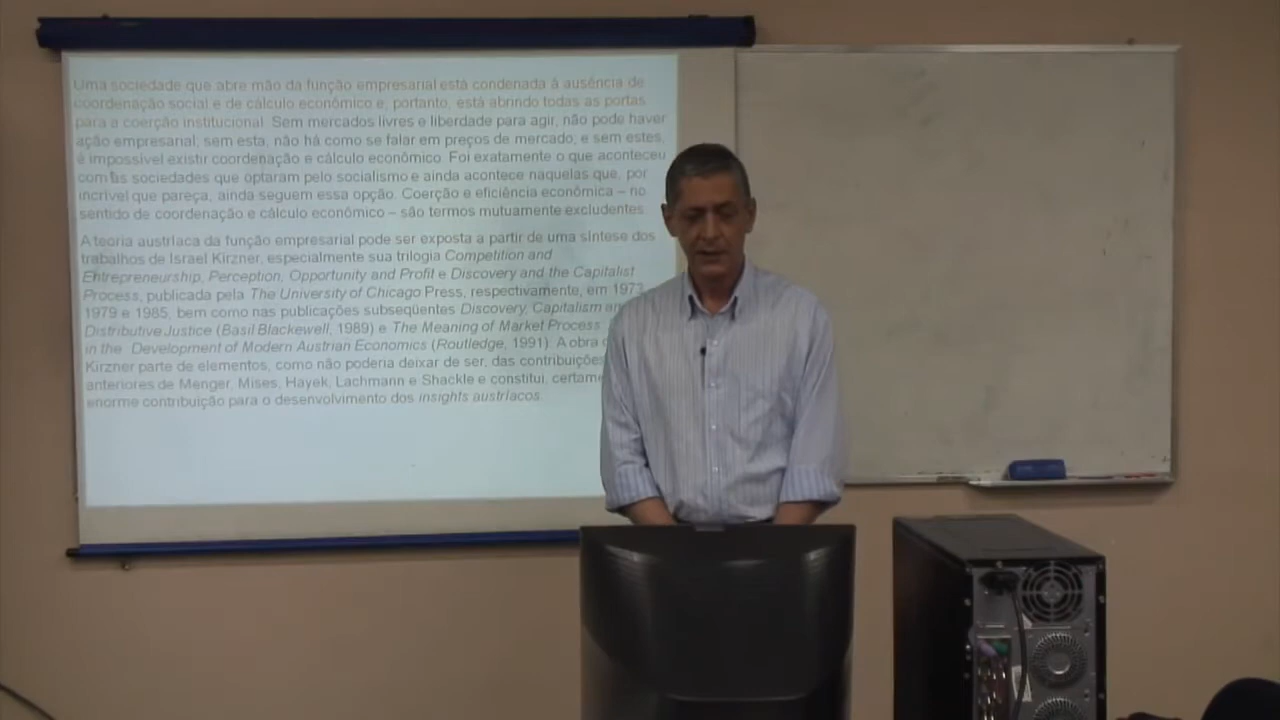 Uma sociedade que abre mão da função empresarial está condenada à ausência de
coordenação social e de cálculo econômico e, portanto, está abrindo todas as portas
para a coerção institucional. Sem mercados livres e liberdade para agir, não pode haver
ação empresarial; sem esta, não há como se falar em preços de mercado; e sem estes,
é impossível existir coordenação e cálculo econômico. Foi exatamente o que aconteceu
com as sociedades que optaram pelo socialismo e ainda acontece naquelas que, por
incrível que pareça, ainda seguem essa opção. Coerção e eficiência econômica – no
sentido de coordenação e cálculo econômico – são termos mutuamente excludentes.
A teoria austríaca da função empresarial pode ser exposta a partir de uma síntese dos
trabalhos de Israel Kirzner, especialmente sua trilogia Competition and
Entrepreneurship, Perception, Opportunity and Profit e Discovery and the Capitalist
Process, publicada pela The University of Chicago Press, respectivamente, em 1973,
1979 e 1985, bem como nas publicações subseqüentes Discovery, Capitalism an
Distributive Justice (Basil Blackewell, 1989) e The Meaning of Market Process
in the Development of Modern Austrian Economics (Routledge, 1991). A obra
Kirzner parte de elementos, como não poderia deixar de ser, das contribuições
anteriores de Menger, Mises, Hayek, Lachmann e Shackle e constitui, certame
enorme contribuição para o desenvolvimento dos insights austríacos.